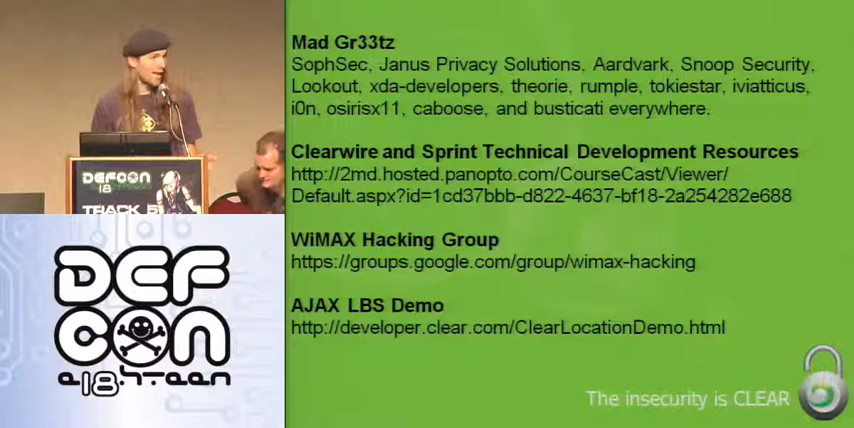 Mad Gr33tz
SophSec, Janus Privacy Solutions, Aardvark, Snoop Security,
Lookout, xda-developers, theorie, rumple, tokiestar, iviatticus,
i0n, osirisx11, caboose, and busticati everywhere.
Clearwire and Sprint Technical Development Resources
http://2md.hosted.panopto.com/CourseCast/Viewer/
Default.aspx?id=1cd37bbb-d822-4637-bf18-2a254282e688
WiMAX Hacking Group
https://groups.google.com/group/wimax-hacking
AJAX LBS Demo
http://developer.clear.com/ClearLocationDemo.html
The insecurity is CLEAR
DEFCON
18
TRACK 5
DEF
CON
e18hteen